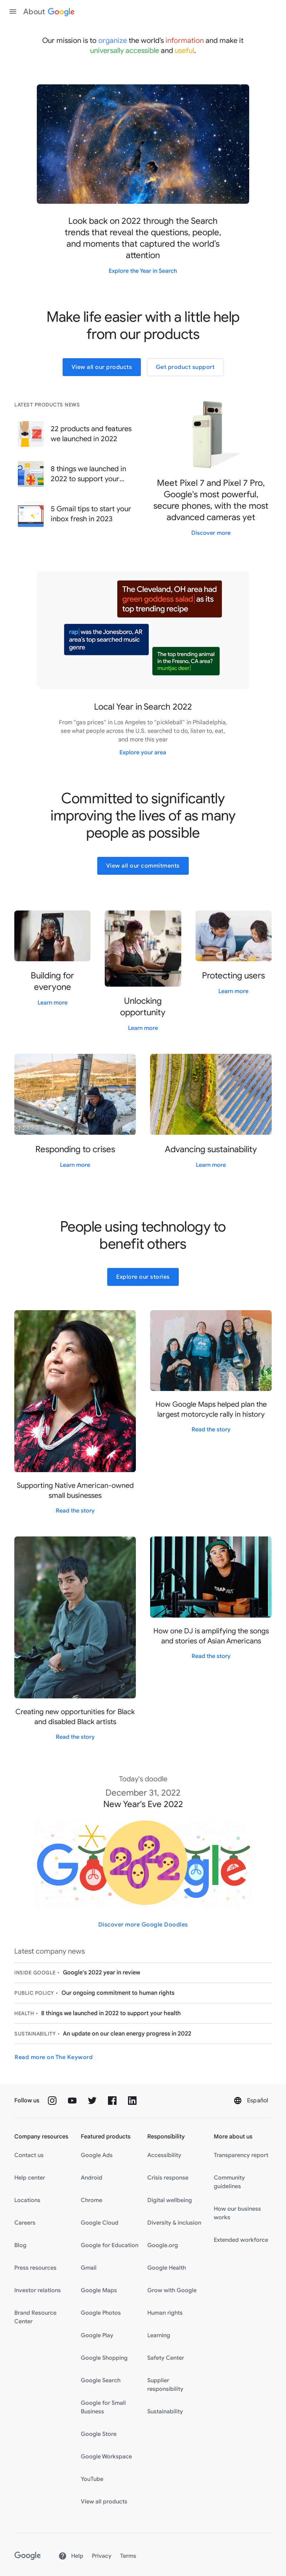 About Google
Our mission is to organize the world's information and make it
universally accessible and useful.
Look back on 2022 through the Search
trends that reveal the questions, people,
and moments that captured the world's
attention
Explore the Year in Search
Make life easier with a little help
from our products
View all our products
Get product support
LATEST PRODUCTS NEWS
22 products and features
we launched in 2022
8 things we launched in
2022 to support your...
5 Gmail tips to start your
inbox fresh in 2023
Meet Pixel 7 and Pixel 7 Pro,
Google's most powerful,
secure phones, with the most
advanced cameras yet
Discover more
The Cleveland, OH area had
green goddess salad as its
top trending recipe
rap was the Jonesboro, AR
area's top searched music
genre
The top trending animal
in the Fresno, CA area?
muntjac deer
Local Year in Search 2022
From "gas prices" in Los Angeles to "pickleball" in Philadelphia,
see what people across the U.S. searched to do, listen to, eat,
and more this year
Explore your area
Committed to significantly
improving the lives of as many
people as possible
View all our commitments
Building for
everyone
Learn more
Unlocking
opportunity
Learn more
Protecting users
Learn more
Responding to crises
Learn more
Advancing sustainability
Learn more
People using technology to
benefit others
Explore our stories
Supporting Native American-owned
small businesses
Read the story
How Google Maps helped plan the
largest motorcycle rally in history
Read the story
Creating new opportunities for Black
and disabled Black artists
Read the story
How one DJ is amplifying the songs
and stories of Asian Americans
Read the story
Today's doodle
December 31, 2022
New Year's Eve 2022
Google
2022
Discover more Google Doodles
Latest company news
INSIDE GOOGLE • Google's 2022 year in review
PUBLIC POLICY • Our ongoing commitment to human rights
HEALTH • 8 things we launched in 2022 to support your health
SUSTAINABILITY • An update on our clean energy progress in 2022
Read more on The Keyword
Follow us
Español
Company resources
Contact us
Help center
Locations
Careers
Blog
Press resources
Investor relations
Brand Resource
Center
Featured products
Google Ads
Android
Chrome
Google Cloud
Google for Education
Gmail
Google Maps
Google Photos
Google Play
Google Shopping
Google Search
Google for Small
Business
Google Store
Google Workspace
YouTube
View all products
Responsibility
Accessibility
Crisis response
Digital wellbeing
Diversity & inclusion
Google.org
Google Health
Grow with Google
Human rights
Learning
Safety Center
Supplier
responsibility
Sustainability
More about us
Transparency report
Community
guidelines
How our business
works
Extended workforce
Google
Help
Privacy
Terms